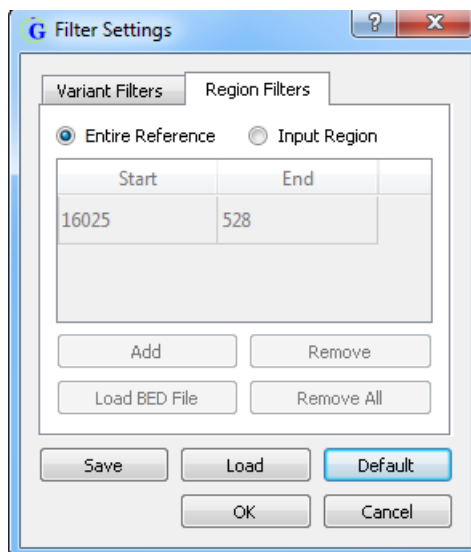 G Filter Settings ? X
Variant Filters Region Filters
Entire Reference Input Region
Start End
16025 528
Add Remove
Load BED File Remove All
Save Load Default
OK Cancel